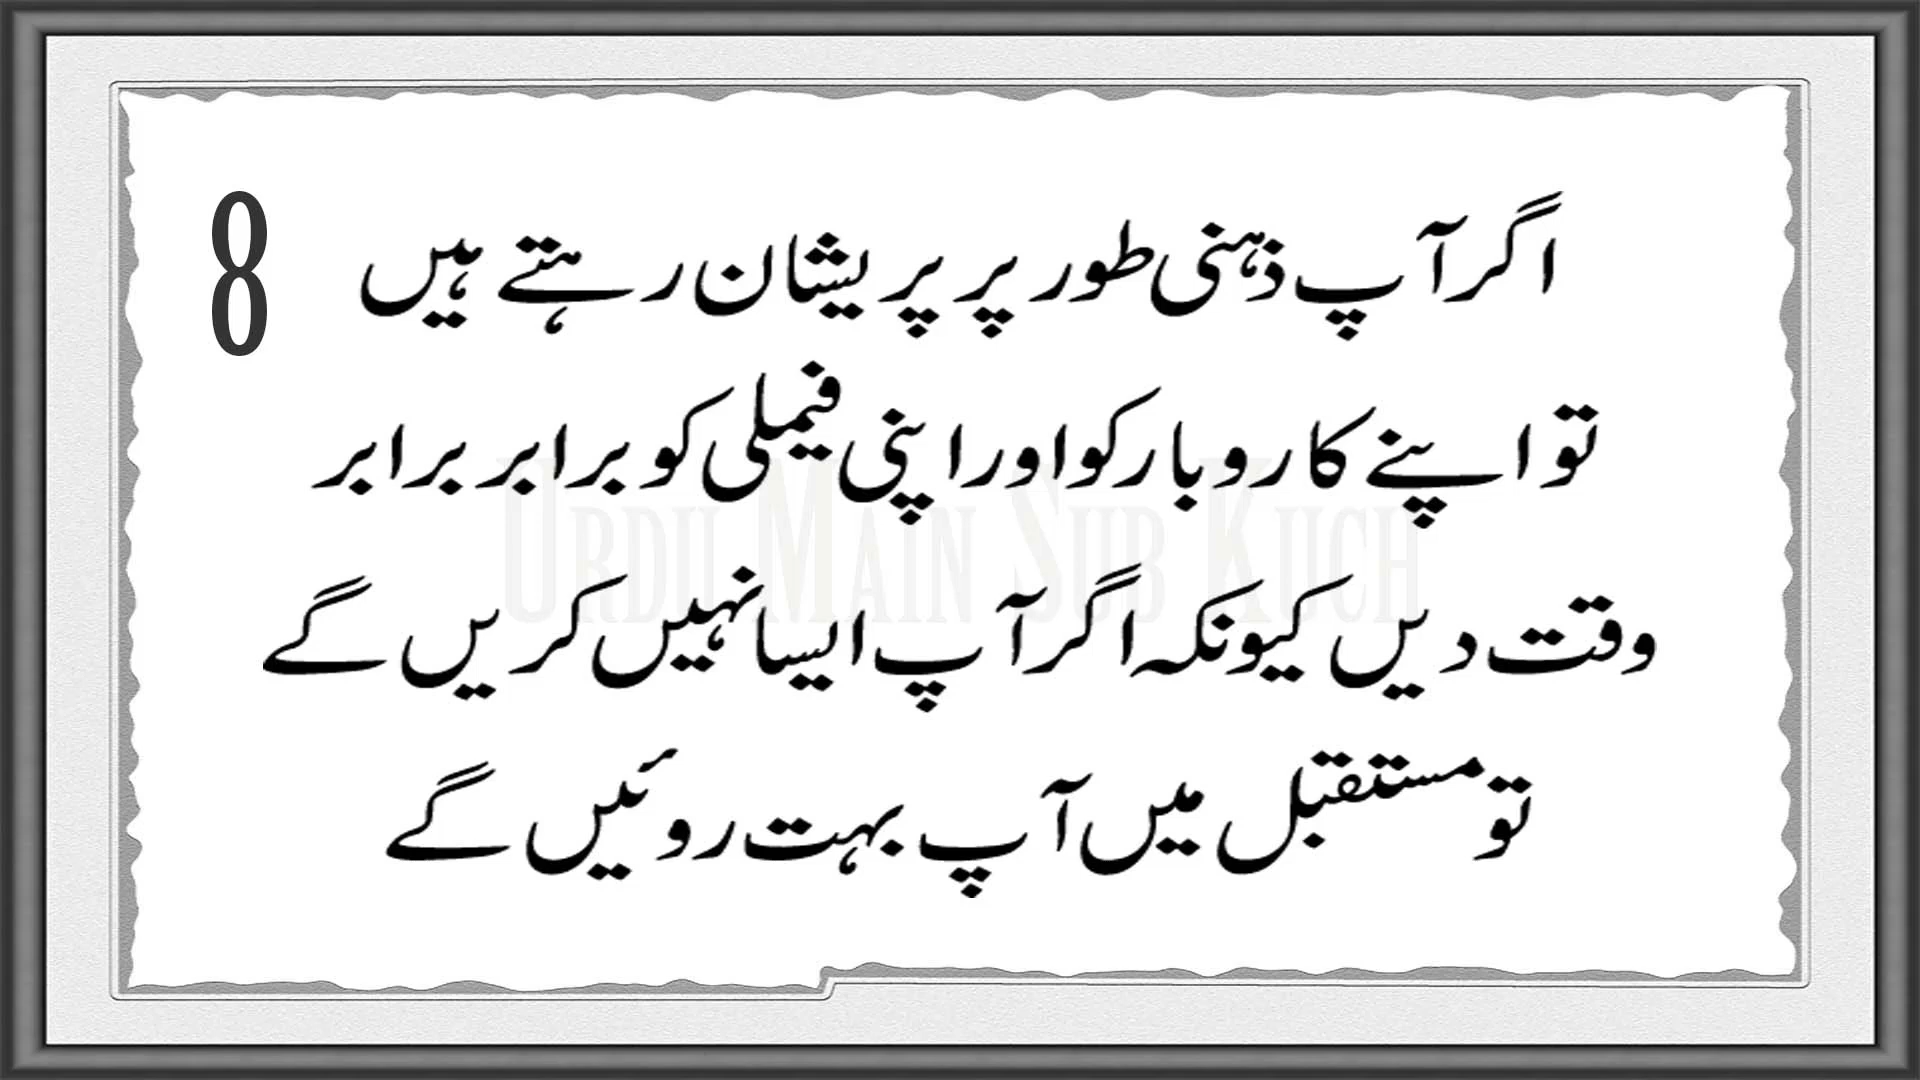 8
اگر آپ ذہنی طور پر پریشان رہتے ہیں
تو اپنے کاروبار کو اور اپنی فیملی کو برابر برابر
وقت دیں کیونکہ اگر آپ ایسا نہیں کریں گے
تو مستقبل میں آپ بہت روئیں گے
URDU MAIN SUB KUCH